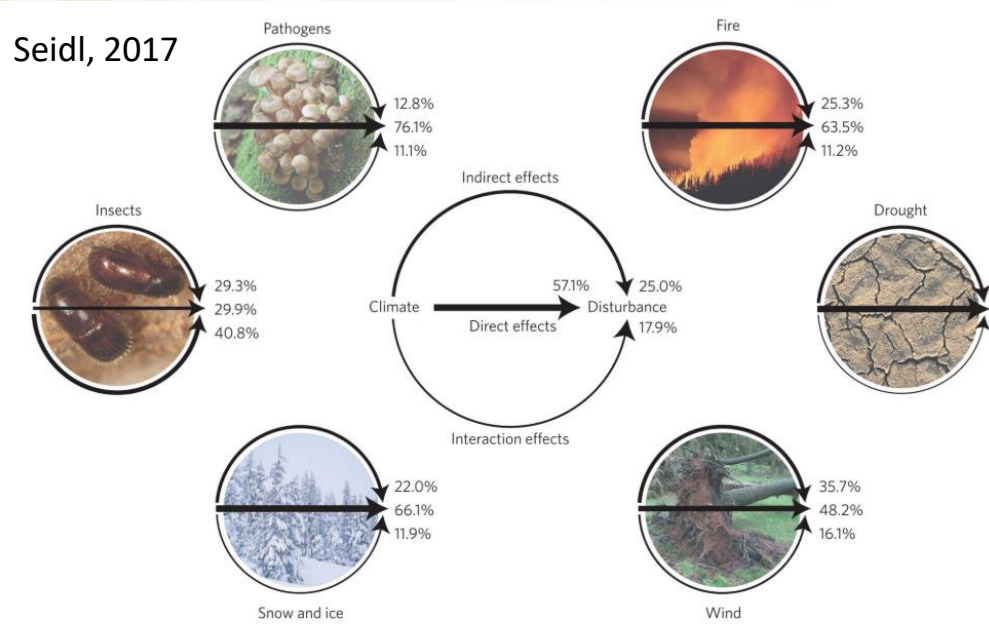 Seidl, 2017
Pathogens
12.8%
76.1%
11.1%
Fire
25.3%
63.5%
11.2%
Insects
29.3%
29.9%
40.8%
Indirect effects
Climate
57.1%
Direct effects
25.0%
Disturbance
17.9%
Interaction effects
Drought
Snow and ice
22.0%
66.1%
11.9%
35.7%
48.2%
16.1%
Wind